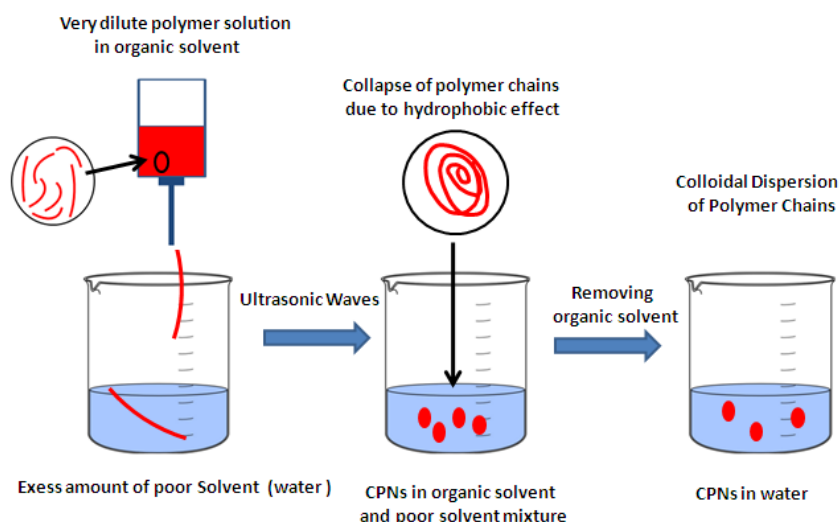 Very dilute polymer solution
in organic solvent
Collapse of polymer chains
due to hydrophobic effect
Colloidal Dispersion
of Polymer Chains
Ultrasonic Waves
Removing
organic solvent
Exess amount of poor Solvent (water )
CPNs in organic solvent
and poor solvent mixture
CPNs in water